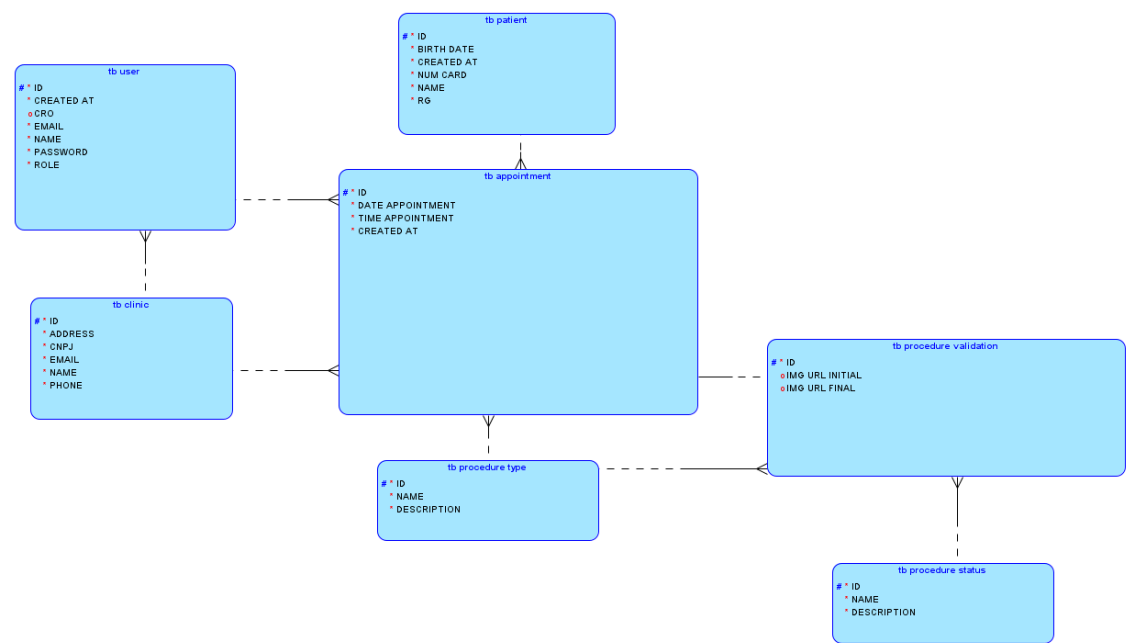 tb patient
# * ID
* BIRTH DATE
* CREATED AT
* NUM CARD
* NAME
* RG
tb user
# * ID
* CREATED AT
o CRO
* EMAIL
* NAME
* PASSWORD
* ROLE
tb appointment
# * ID
* DATE APPOINTMENT
* TIME APPOINTMENT
* CREATED AT
tb clinic
# * ID
* ADDRESS
* CNPJ
* EMAIL
* NAME
* PHONE
tb procedure validation
# * ID
o IMG URL INITIAL
o IMG URL FINAL
tb procedure type
# * ID
* NAME
* DESCRIPTION
tb procedure status
# * ID
* NAME
* DESCRIPTION